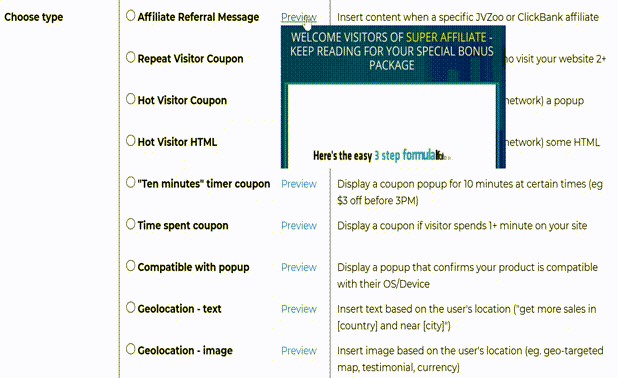 Choose type
Affiliate Referral Message Preview Insert content when a specific JVZoo or ClickBank affiliate
WELCOME VISITORS OF SUPER AFFILIATE -
KEEP READING FOR YOUR SPECIAL BONUS
PACKAGE
Repeat Visitor Coupon visit your website 2+
Hot Visitor Coupon network) a popup
Hot Visitor HTML network) some HTML
Here's the easy 3 step formula
"Ten minutes" timer coupon Preview Display a coupon popup for 10 minutes at certain times (eg
$3 off before 3PM)
Time spent coupon Preview Display a coupon if visitor spends 1+ minute on your site
Compatible with popup Preview Display a popup that confirms your product is compatible
with their OS/Device
Geolocation - text Preview Insert text based on the user's location ("get more sales in
[country] and near [city]")
Geolocation - image Preview Insert image based on the user's location (eg. geo-targeted
map, testimonial, currency)